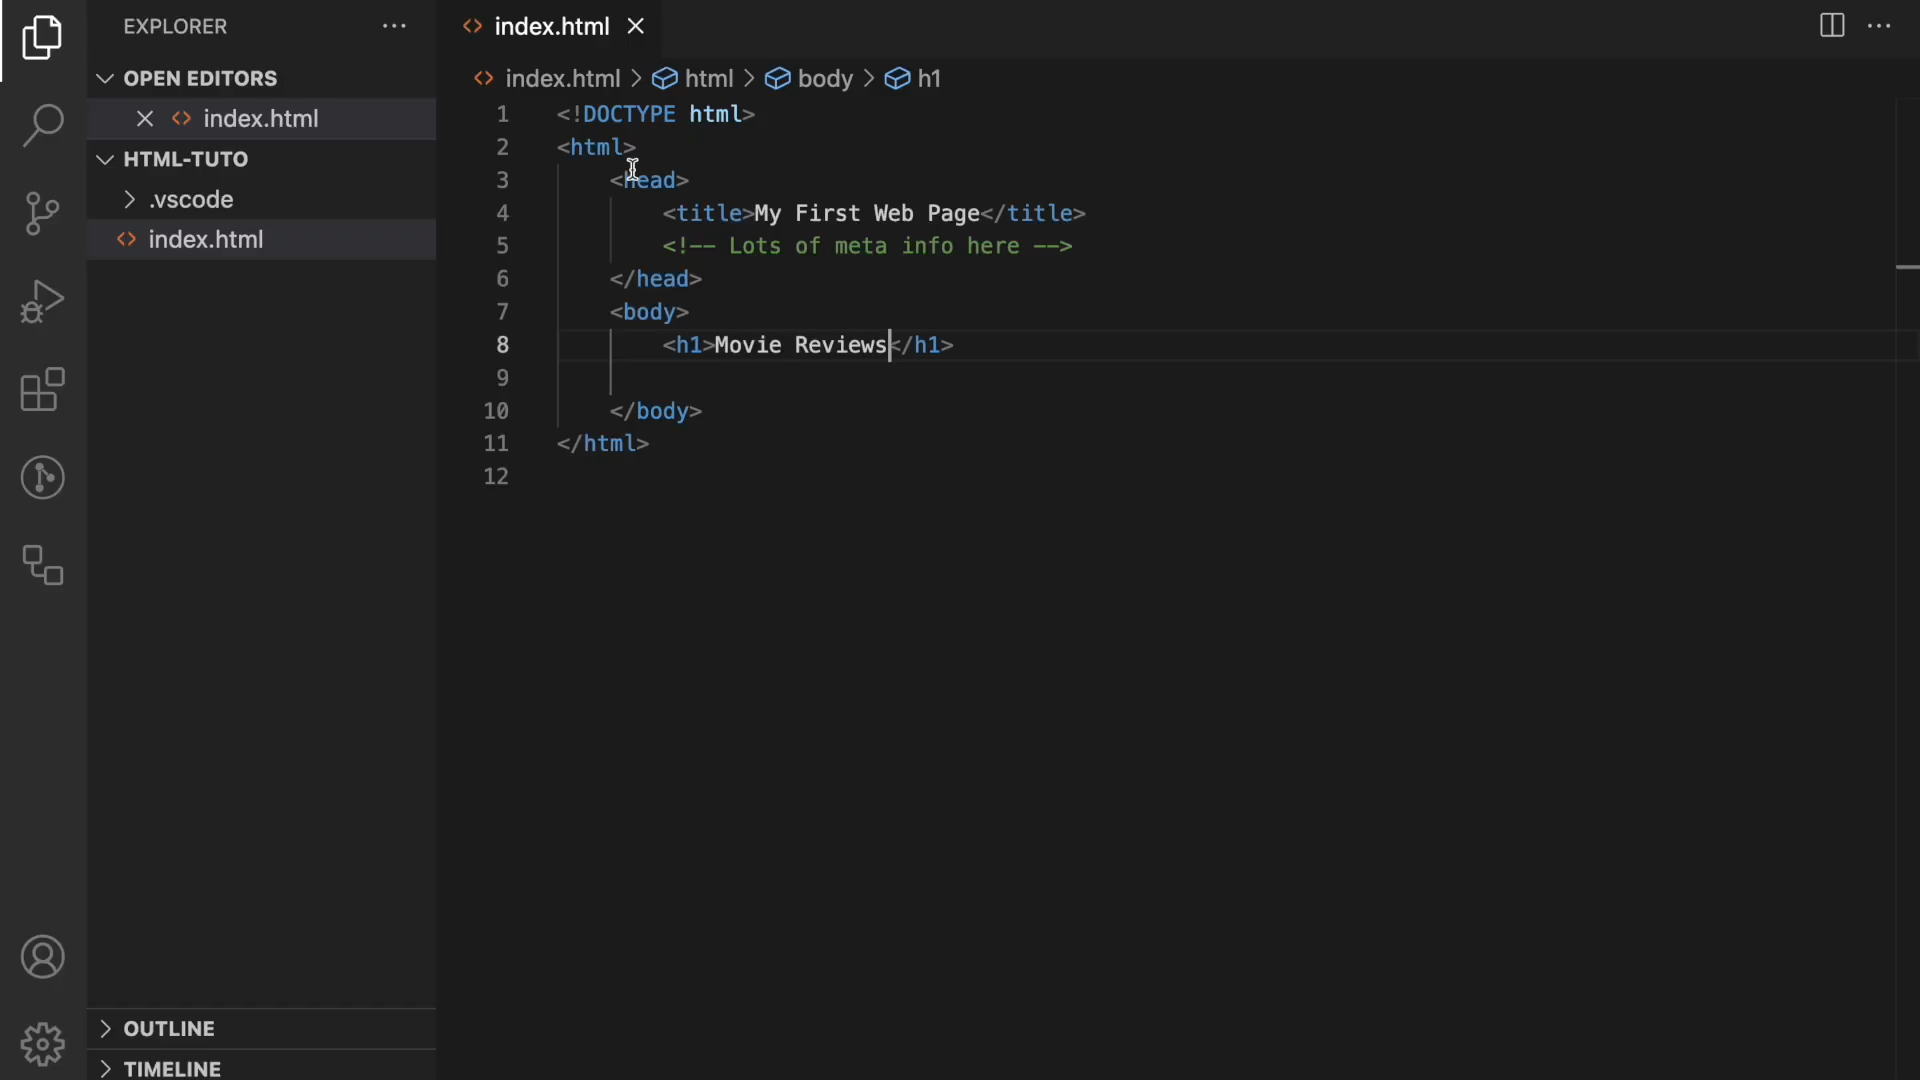 EXPLORER
OPEN EDITORS
index.html
HTML-TUTO
.vscode
index.html
OUTLINE
TIMELINE
index.html
index.html > html > body > h1
1 <!DOCTYPE html>
2 <html>
3 <head>
4 <title>My First Web Page</title>
5 <!-- Lots of meta info here -->
6 </head>
7 <body>
8 <h1>Movie Reviews</h1>
9
10 </body>
11 </html>
12